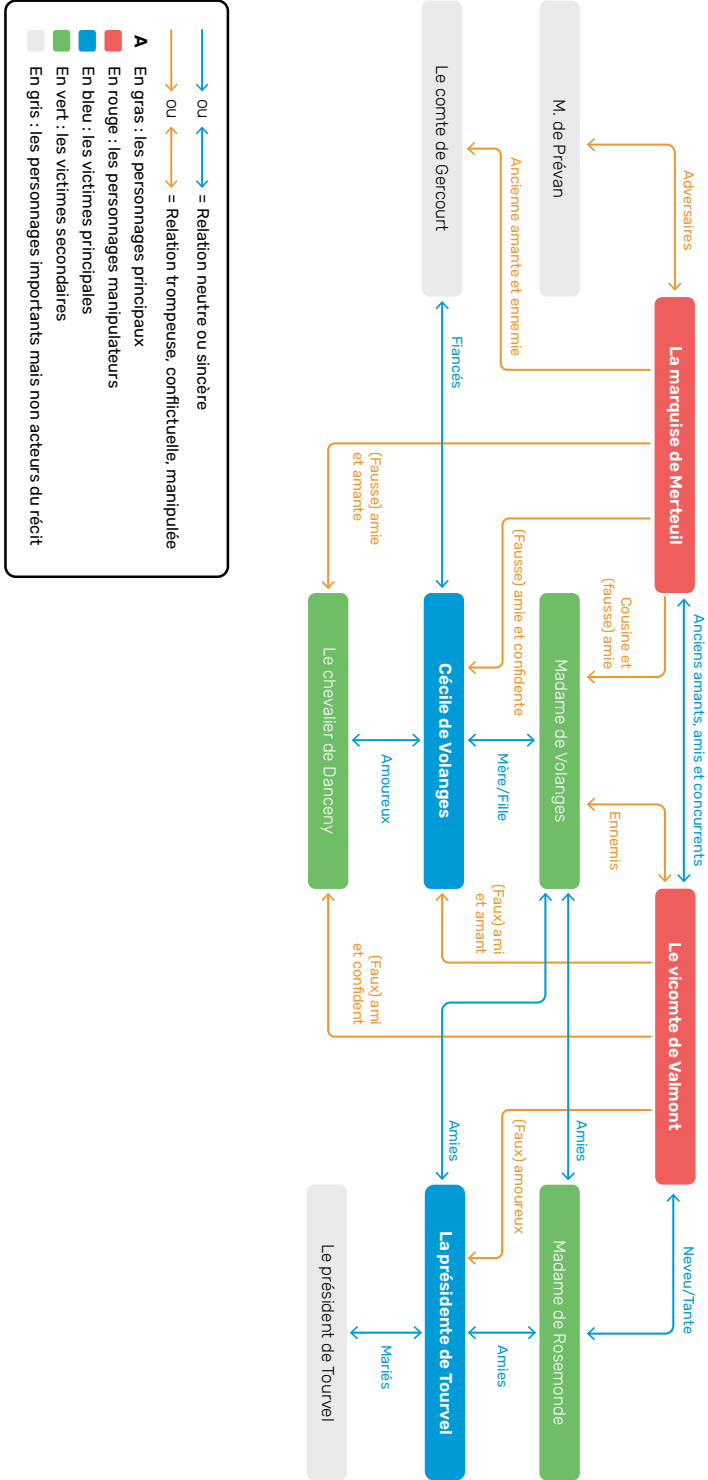 Adversaires
La marquise de Merteuil
Anciens amants, amis et concurrents
Le vicomte de Valmont
Neveu/Tante
Ancienne amante et ennemie
(Fausse) amie
et amante
(Fausse) amie et confidente
Cousine et
(fausse) amie
Ennemis
(Faux) ami
et amant
(Faux) ami
et confident
(Faux) amoureux
Amies
M. de Prévan
Madame de Volanges
Madame de Rosemonde
Mère/Fille
Amies
Amies
Le comte de Gercourt
Fiancés
Cécile de Volanges
La présidente de Tourvel
Amoureux
Mariés
Le chevalier de Danceny
Le président de Tourvel
ou = Relation neutre ou sincère
ou = Relation trompeuse, conflictuelle, manipulée
A En gras : les personnages principaux
En rouge : les personnages manipulateurs
En bleu : les victimes principales
En vert : les victimes secondaires
En gris : les personnages importants mais non acteurs du récit